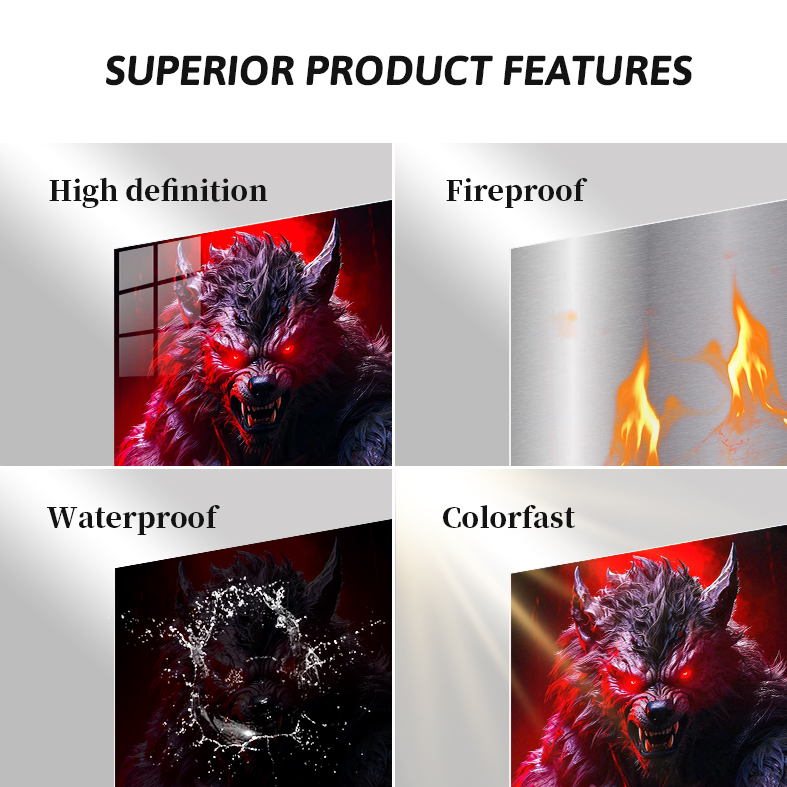 SUPERIOR PRODUCT FEATURES
High definition
Fireproof
Waterproof
Colorfast